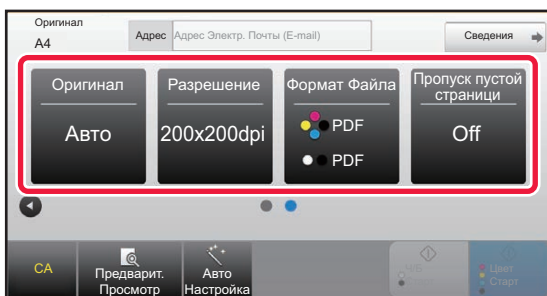 Оригинал
A4
Адрес
Адрес Электр. Почты (E-mail)
Сведения
Оригинал
Авто
Разрешение
200x200dpi
Формат Файла
PDF
PDF
Пропуск пустой
страници
Off
CA
Предварит.
Просмотр
Авто
Настройка
Ч/Б
Старт
Цвет
Старт